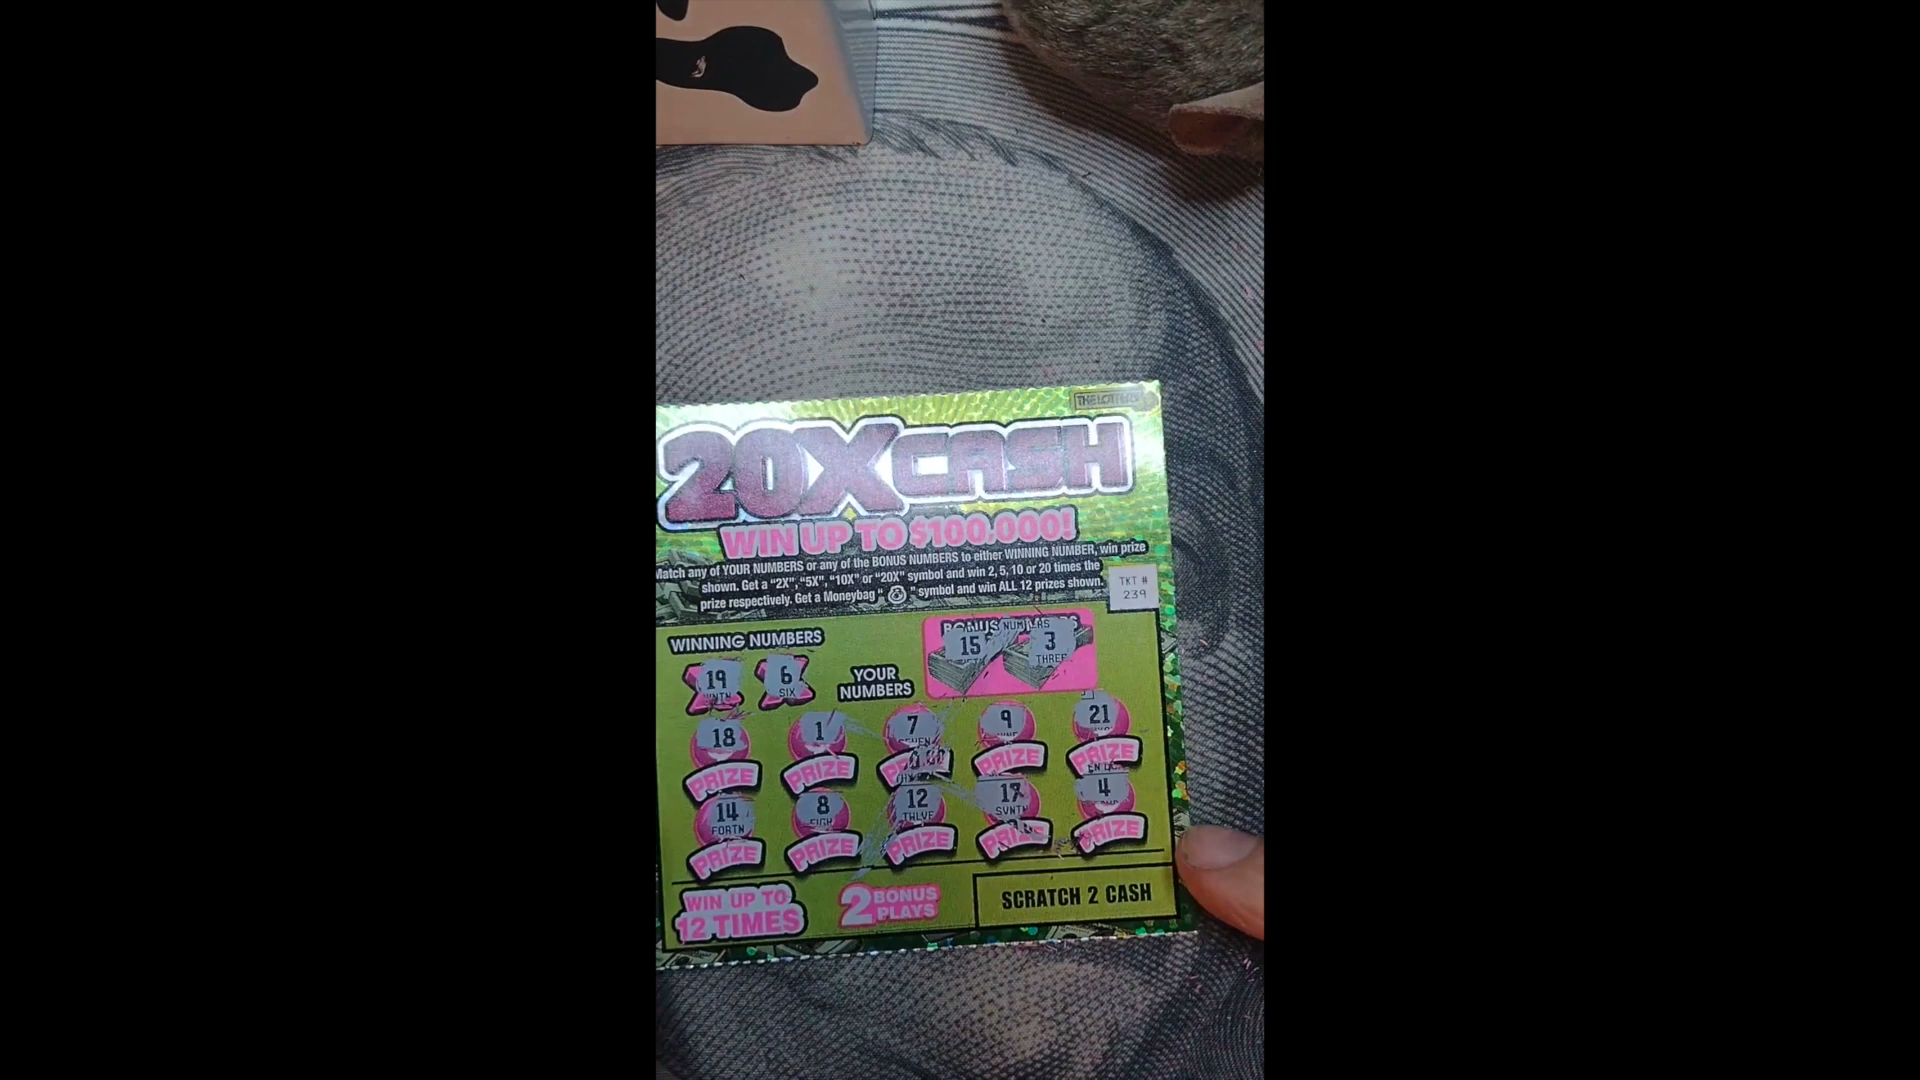 THE LOTTERY
20X CASH
WIN UP TO $100,000!
Match any of YOUR NUMBERS or any of the BONUS NUMBERS to either WINNING NUMBER, win prize
shown. Get a "2X", "5X", "10X" or "20X" symbol and win 2, 5, 10 or 20 times the
prize respectively. Get a Moneybag " " symbol and win ALL 12 prizes shown.
TKT #
239
WINNING NUMBERS
19 6
SIX
YOUR
NUMBERS
BONUS NUMBERS
15 3
THREE
18 1 7 9 21
PRIZE PRIZE PRIZE PRIZE
14 8 12 17 4
FORTN EIGH TWLVE SVNTN
PRIZE PRIZE PRIZE PRIZE PRIZE
WIN UP TO
12 TIMES
2 BONUS
PLAYS
SCRATCH 2 CASH